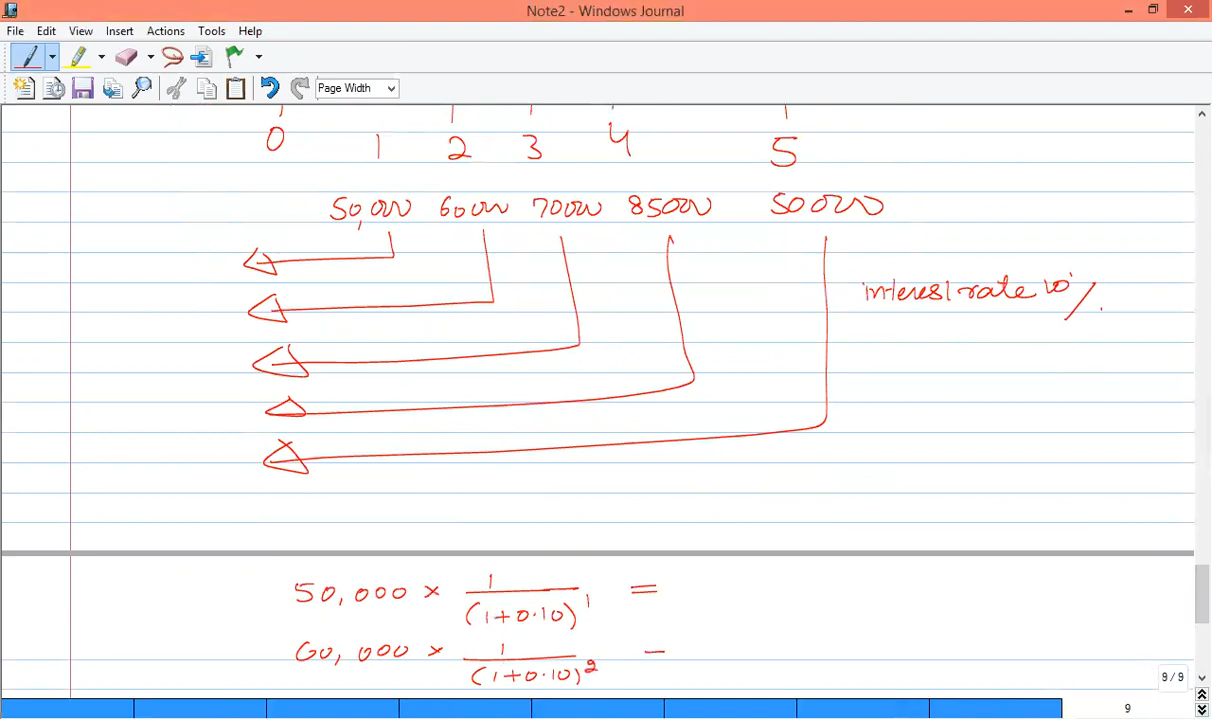 Note2 - Windows Journal
File Edit View Insert Actions Tools Help
Page Width
0 1 2 3 4 5
50,000 60000 70000 85000 50000
interest rate 10%
50,000 × 1/(1+0.10)^1 =
60,000 × 1/(1+0.10)^2 =
9 / 9
9